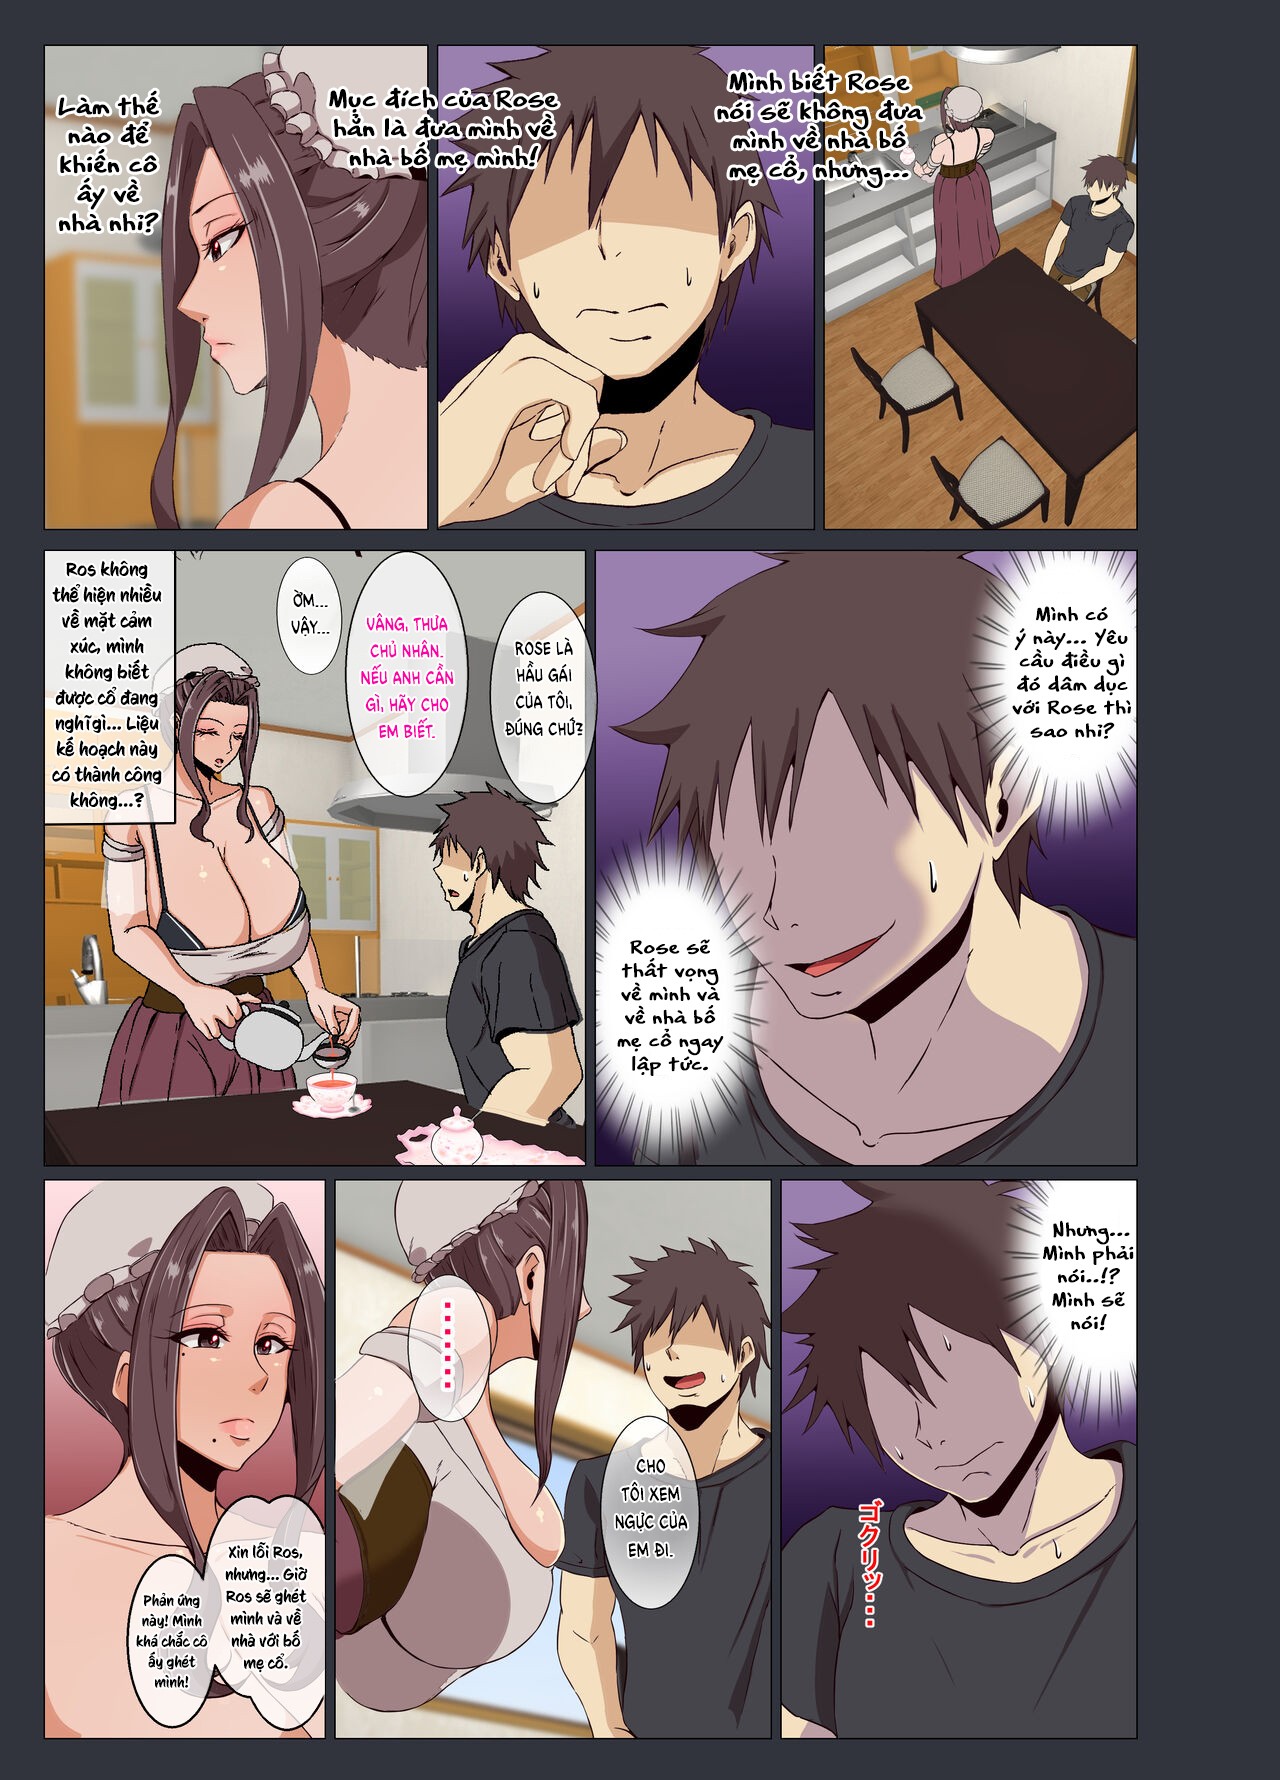 Mình biết Rose
nói sẽ không đưa
mình về nhà bố
mẹ cổ, nhưng...
Mục đích của Rose
hẳn là đưa mình về
nhà bố mẹ mình!
Làm thế
nào để
khiến cô
ấy về
nhà nhỉ?
Mình có
ý này... Yêu
cầu điều gì
đó dâm dục
với Rose thì
sao nhỉ?
Rose sẽ
thất vọng
về mình và
về nhà bố
mẹ cổ ngay
lập tức.
ROSE LÀ
HẦU GÁI
CỦA TÔI,
ĐÚNG CHỨ?
VÂNG, THƯA
CHỦ NHÂN.
NẾU ANH CẦN
GÌ, HÃY CHO
EM BIẾT.
ỜM...
VẬY...
Ros không
thể hiện nhiều
về mặt cảm
xúc, mình
không biết
được cổ đang
nghĩgì... Liệu
kế hoạch này
có thành công
không...?
Nhưng...
Mình phải
nói..!?
Mình sẽ
nói!
ゴクリッ...
CHO
TÔI XEM
NGỰC CỦA
EM ĐI.
.......
Xin lỗi Ros,
nhưng... Giờ
Ros sẽ ghét
mình và về
nhà với bố
mẹ cổ.
Phản ứng
này! Mình
khá chắc cô
ấy ghét
mình!